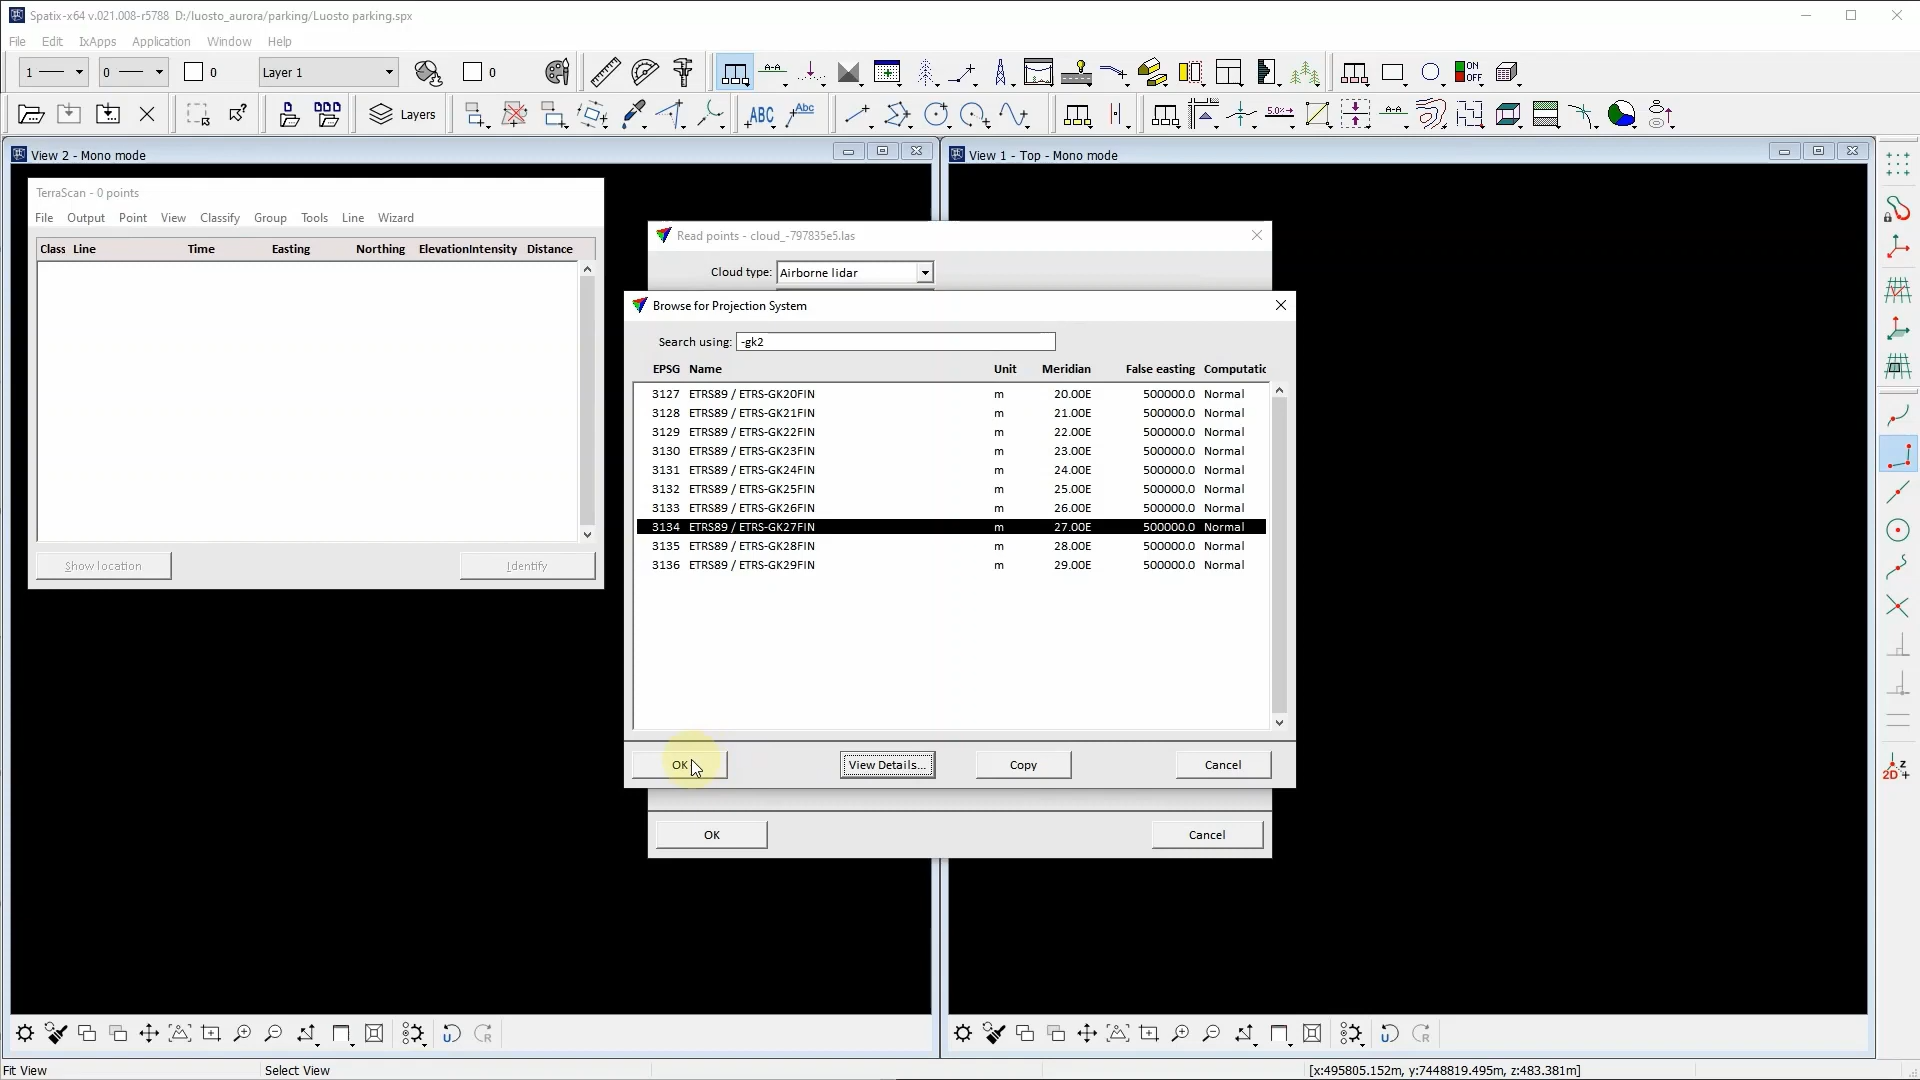 Spatix-x64 v.021.008-r5788 D:/luosto_aurora/parking/Luosto parking.spx
File Edit IxApps Application Window Help
1 0 0 Layer 1 0 A-A ON OFF
Layers ABC Abc 5.0% A-A
View 2 - Mono mode
View 1 - Top - Mono mode
TerraScan - 0 points
File Output Point View Classify Group Tools Line Wizard
Class Line Time Easting Northing Elevation Intensity Distance
Show location Identify
Read points - cloud_-797835e5.las
Cloud type: Airborne lidar
Browse for Projection System
Search using: -gk2
EPSG Name Unit Meridian False easting Computatic
3127 ETRS89 / ETRS-GK20FIN m 20.00E 500000.0 Normal
3128 ETRS89 / ETRS-GK21FIN m 21.00E 500000.0 Normal
3129 ETRS89 / ETRS-GK22FIN m 22.00E 500000.0 Normal
3130 ETRS89 / ETRS-GK23FIN m 23.00E 500000.0 Normal
3131 ETRS89 / ETRS-GK24FIN m 24.00E 500000.0 Normal
3132 ETRS89 / ETRS-GK25FIN m 25.00E 500000.0 Normal
3133 ETRS89 / ETRS-GK26FIN m 26.00E 500000.0 Normal
3134 ETRS89 / ETRS-GK27FIN m 27.00E 500000.0 Normal
3135 ETRS89 / ETRS-GK28FIN m 28.00E 500000.0 Normal
3136 ETRS89 / ETRS-GK29FIN m 29.00E 500000.0 Normal
OK View Details... Copy Cancel
OK Cancel
Z
2D +
Fit View Select View [x:495805.152m, y:7448819.495m, z:483.381m]